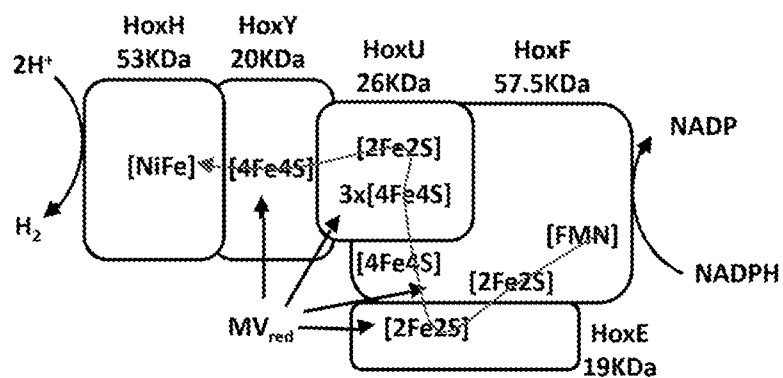 HoxH
53KDa
HoxY
20KDa
HoxU
26KDa
HoxF
57.5KDa
2H⁺
H₂
[NiFe]
[4Fe4S]
[2Fe2S]
3x[4Fe4S]
[4Fe4S]
[2Fe2S]
[FMN]
[2Fe2S]
NADP
NADPH
MVred
HoxE
19KDa